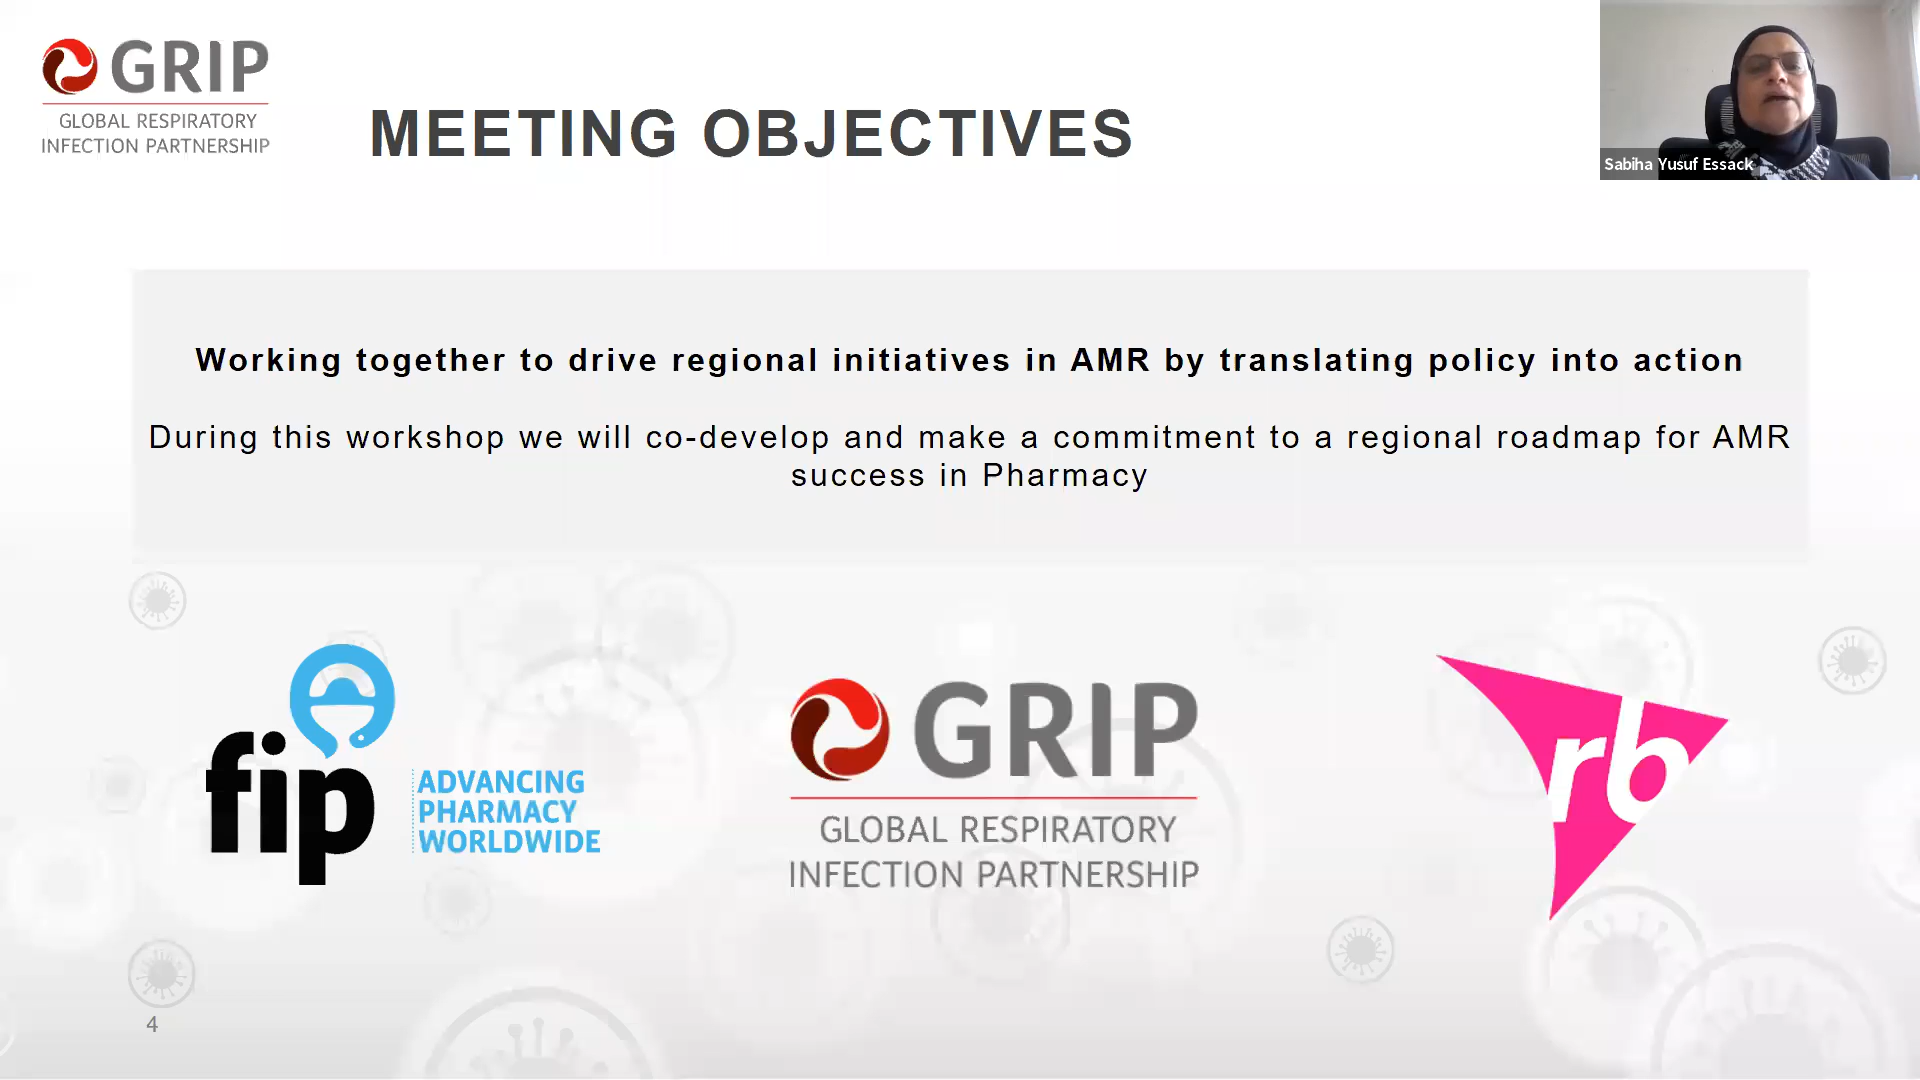 GRIP
GLOBAL RESPIRATORY
INFECTION PARTNERSHIP
MEETING OBJECTIVES
Sabiha Yusuf Essack
Working together to drive regional initiatives in AMR by translating policy into action
During this workshop we will co-develop and make a commitment to a regional roadmap for AMR
success in Pharmacy
fip
ADVANCING
PHARMACY
WORLDWIDE
GRIP
GLOBAL RESPIRATORY
INFECTION PARTNERSHIP
rb
4